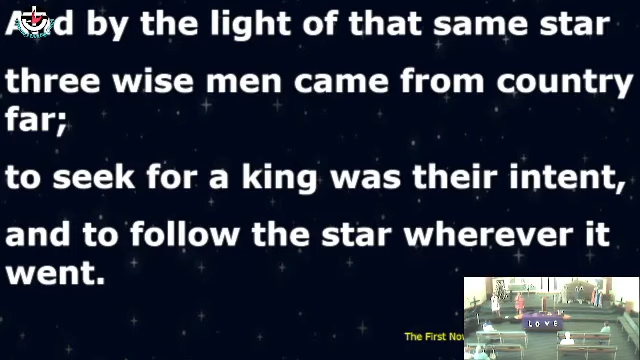 And by the light of that same star
three wise men came from country
far;
to seek for a king was their intent,
and to follow the star wherever it
went.
The First
LOVE